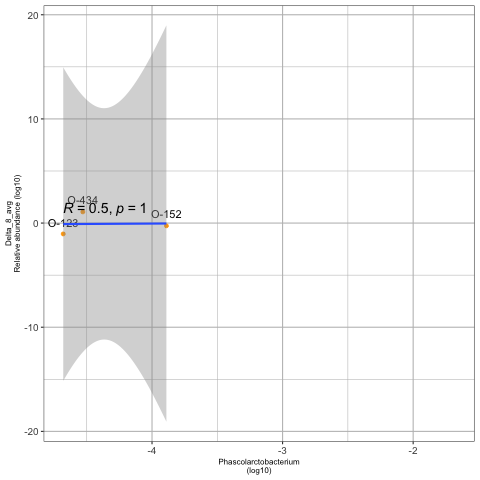 20
10
0
-10
-20
Delta_8_avg
Relative abundance (log10)
O-434
R = 0.5, p = 1
O-152
O-123
-4
-3
-2
Phascolarctobacterium
(log10)